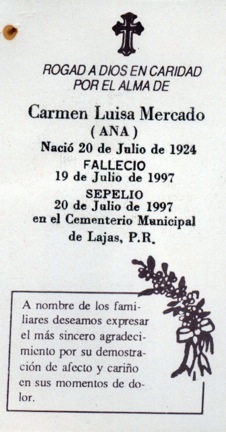 ROGAD A DIOS EN CARIDAD
POR EL ALMA DE
Carmen Luisa Mercado
( ANA )
Nació 20 de Julio de 1924
FALLECIO
19 de Julio de 1997
SEPELIO
20 de Julio de 1997
en el Cementerio Municipal
de Lajas, P.R.
A nombre de los fami-
liares deseamos expresar
el más sincero agradeci-
miento por su demostra-
ción de afecto y cariño
en sus momentos de do-
lor.